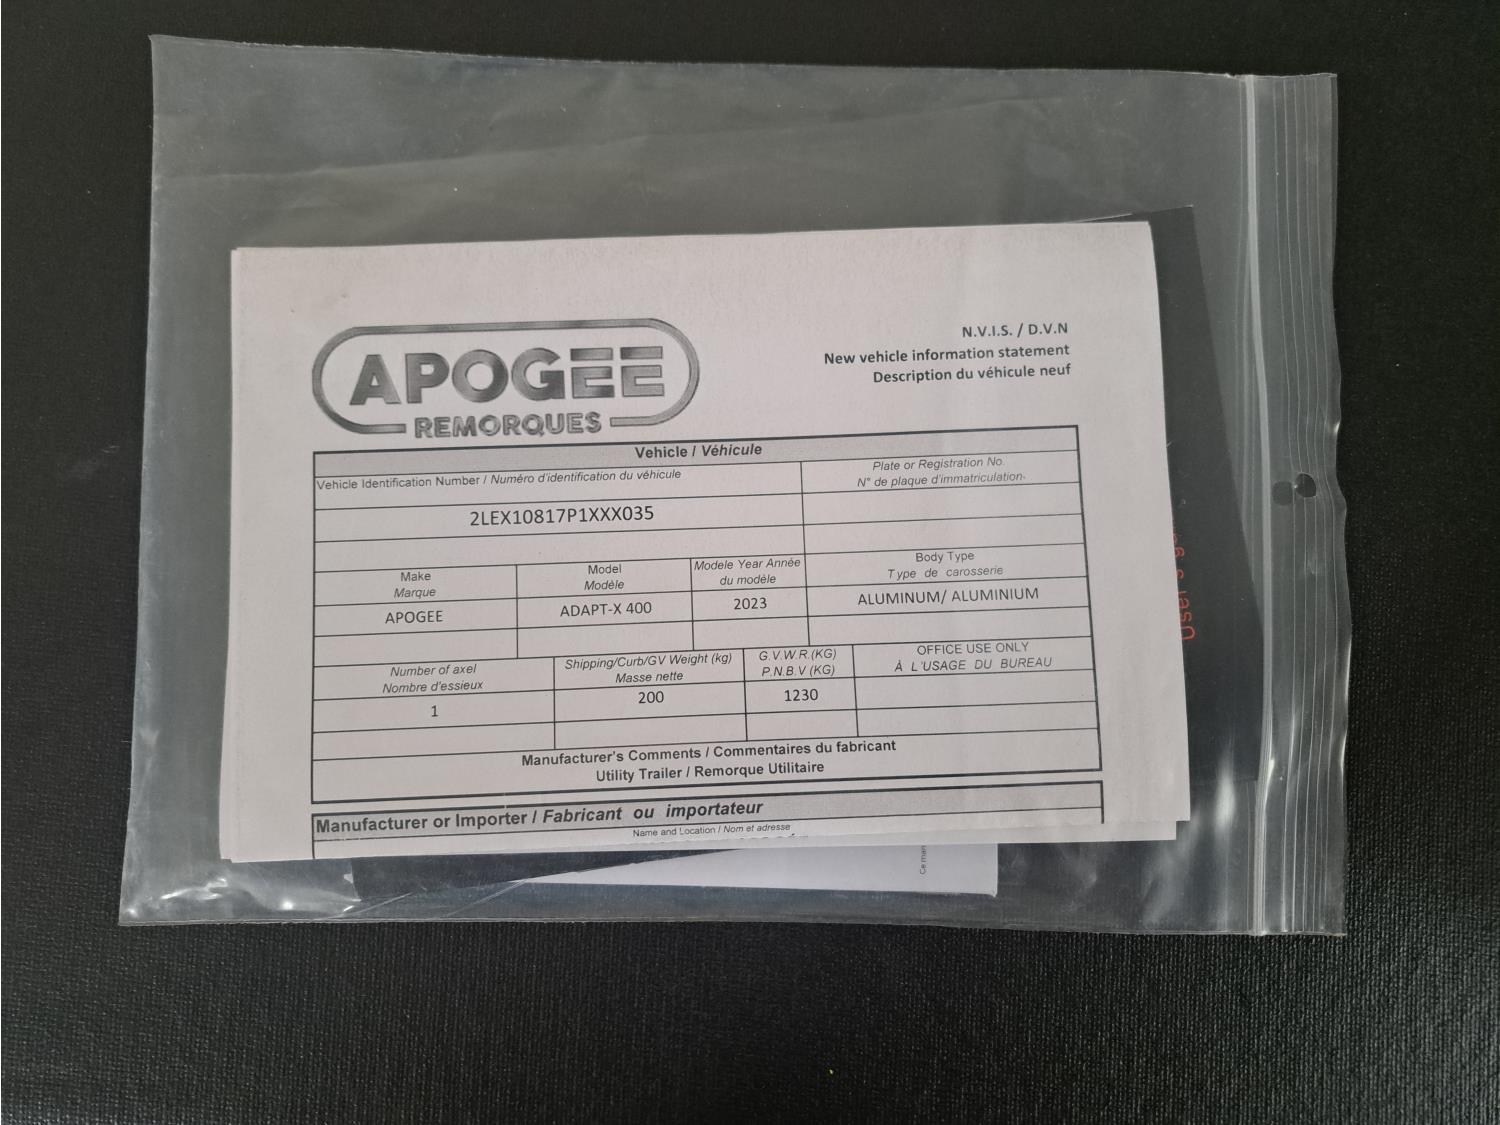 APOGEE
REMORQUES
N.V.I.S. / D.V.N
New vehicle information statement
Description du véhicule neuf
Vehicle / Véhicule
Vehicle Identification Number / Numéro d'identification du véhicule
Plate or Registration No.
N° de plaque d'immatriculation.
2LEX10817P1XXX035
Make
Marque
Model
Modèle
Modele Year Année
du modèle
Body Type
Type de carosserie
APOGEE
ADAPT-X 400
2023
ALUMINUM/ ALUMINIUM
Number of axel
Nombre d'essieux
Shipping/Curb/GV Weight (kg)
Masse nette
G.V.W.R.(KG)
P.N.B.V (KG)
OFFICE USE ONLY
À L'USAGE DU BUREAU
1
200
1230
Manufacturer's Comments / Commentaires du fabricant
Utility Trailer / Remorque Utilitaire
Manufacturer or Importer / Fabricant ou importateur
Name and Location / Nom et adresse
User's
Ce man